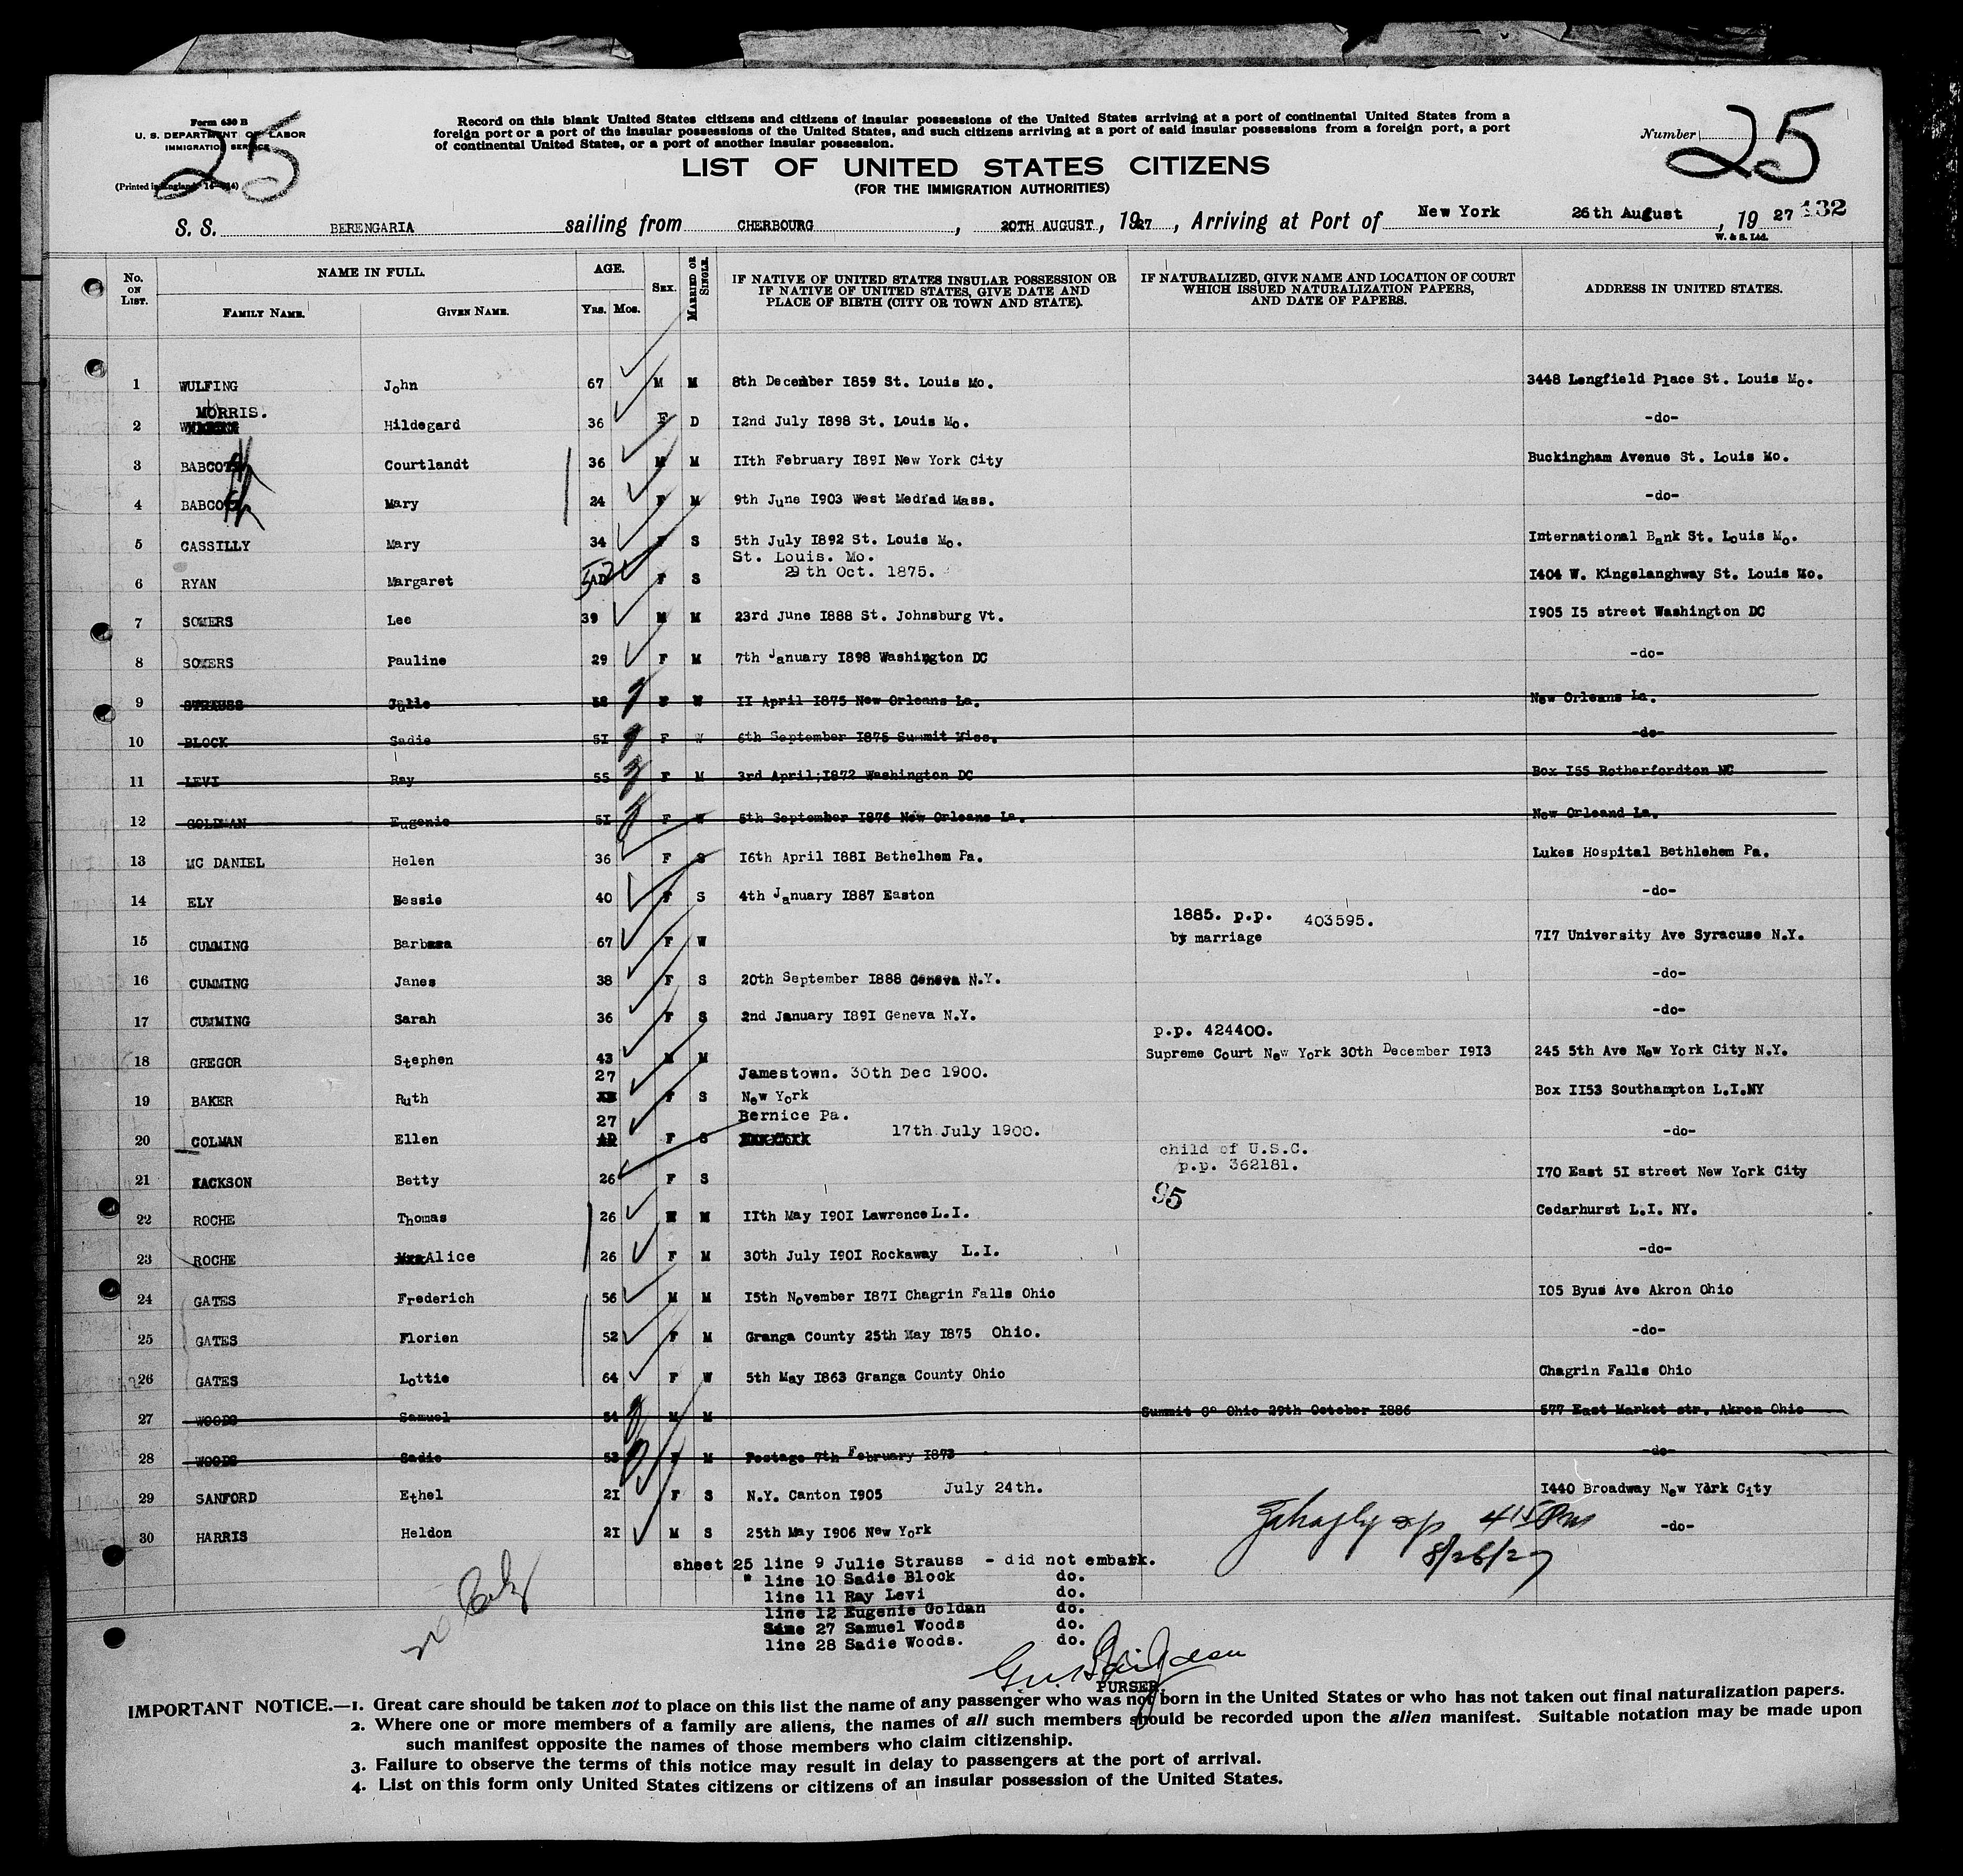 Form 630 B
U. S. DEPARTMENT OF LABOR
IMMIGRATION SERVICE
25
Record on this blank United States citizens and citizens of insular possessions of the United States arriving at a port of continental United States from a
foreign port or a port of the insular possessions of the United States, and such citizens arriving at a port of said insular possessions from a foreign port, a port
of continental United States, or a port of another insular possession.
Number 25
LIST OF UNITED STATES CITIZENS
(FOR THE IMMIGRATION AUTHORITIES)
(Printed in England
S. S. BERENGARIA sailing from CHERBOURG, 20TH AUGUST, 1927, Arriving at Port of New York 26th August, 19 27 132
W. & S. Ltd.
No. ON LIST. NAME IN FULL. AGE. SEX. MARRIED OR SINGLE. IF NATIVE OF UNITED STATES INSULAR POSSESSION OR IF NATIVE OF UNITED STATES, GIVE DATE AND PLACE OF BIRTH (CITY OR TOWN AND STATE). IF NATURALIZED, GIVE NAME AND LOCATION OF COURT WHICH ISSUED NATURALIZATION PAPERS, AND DATE OF PAPERS. ADDRESS IN UNITED STATES.
FAMILY NAME. GIVEN NAME. YRS. MOS.
1 WULFING John 67 M M 8th December 1859 St. Louis Mo. 3448 Longfield Place St. Louis Mo.
MORRIS.
2 Hildegard 36 F D 12nd July 1898 St. Louis Mo. -do-
3 BABCOT Courtlandt 36 M M 11th February 1891 New York City Buckingham Avenue St. Louis Mo.
4 BABCO Mary 24 F M 9th June 1903 West Medfad Mass. -do-
5 CASSILLY Mary 34 F S 5th July 1892 St. Louis Mo. International Bank St. Louis Mo.
St. Louis. Mo.
6 RYAN Margaret F S 29th Oct. 1875. 1404 W. Kingslanghway St. Louis Mo.
7 SOMERS Lee 39 M M 23rd June 1888 St. Johnsburg Vt. 1905 15 street Washington DC
8 SOMERS Pauline 29 F M 7th January 1898 Washington DC -do-
9 STRAUSS Julie 52 F W 11 April 1875 New Orleans La. New Orleans La.
10 BLOCK Sadie 51 F W 6th September 1875 Summit Miss. -do-
11 LEVI Ray 55 F M 3rd April;1872 Washington DC Box 155 Rotherfordton NC
12 GOLDMAN Eugenie 51 F W 5th September 1876 New Orleans La. New Orleand La.
13 MC DANIEL Helen 36 F S 16th April 1881 Bethelhem Pa. Lukes Hospital Bethlehem Pa.
14 ELY Bessie 40 F S 4th January 1887 Easton -do-
1885. p.p. 403595.
15 CUMMING Barbara 67 F W by marriage 717 University Ave Syracuse N.Y.
16 CUMMING Janes 38 F S 20th September 1888 Geneva N.Y. -do-
17 CUMMING Sarah 36 F S 2nd January 1891 Geneva N.Y. -do-
p.p. 424400.
18 GREGOR Stephen 43 M M Supreme Court New York 30th December 1913 245 5th Ave New York City N.Y.
27 Jamestown. 30th Dec 1900.
19 BAKER Ruth F S New York Box 1153 Southampton L.I.NY
27 Bernice Pa.
20 COLMAN Ellen F S 17th July 1900. -do-
child of U.S.C.
p.p. 362181.
21 JACKSON Betty 26 F S 170 East 51 street New York City
95
22 ROCHE Thomas 26 M M 11th May 1901 Lawrence L.I. Cedarhurst L.I. NY.
23 ROCHE Alice 26 F M 30th July 1901 Rockaway L.I. -do-
24 GATES Frederich 56 M M 15th November 1871 Chagrin Falls Ohio 105 Byus Ave Akron Ohio
25 GATES Florien 52 F M Granga County 25th May 1875 Ohio. -do-
26 GATES Lottie 64 F W 5th May 1863 Granga County Ohio Chagrin Falls Ohio
27 WOODS Samuel 54 M M Summit Co Ohio 29th October 1886 577 East Market str. Akron Ohio
28 WOODS Sadie 53 F M Postage 7th February 1873 -do-
29 SANFORD Ethel 21 F S N.Y. Canton 1905 July 24th. 1440 Broadway New York City
30 HARRIS Heldon 21 M S 25th May 1906 New York -do-
415 Pm
8/26/27
sheet 25 line 9 Julie Strauss - did not embark.
" line 10 Sadie Block do.
line 11 Ray Levi do.
line 12 Eugenie Goldan do.
line 27 Samuel Woods do.
line 28 Sadie Woods. do.
PURSER.
IMPORTANT NOTICE.—1. Great care should be taken not to place on this list the name of any passenger who was not born in the United States or who has not taken out final naturalization papers.
2. Where one or more members of a family are aliens, the names of all such members should be recorded upon the alien manifest. Suitable notation may be made upon
such manifest opposite the names of those members who claim citizenship.
3. Failure to observe the terms of this notice may result in delay to passengers at the port of arrival.
4. List on this form only United States citizens or citizens of an insular possession of the United States.